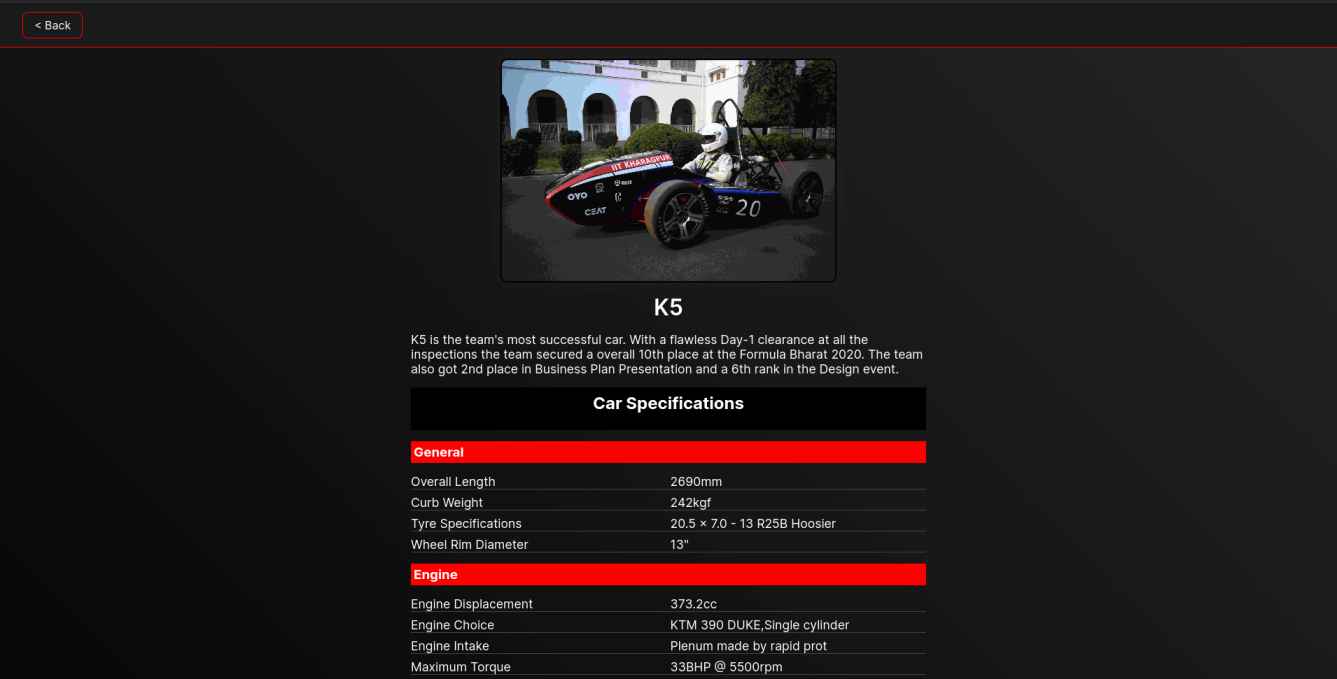 < Back
IIT KHARAGPUR
OYO
CEAT
20
K5
K5 is the team's most successful car. With a flawless Day-1 clearance at all the
inspections the team secured a overall 10th place at the Formula Bharat 2020. The team
also got 2nd place in Business Plan Presentation and a 6th rank in the Design event.
Car Specifications
General
Overall Length 2690mm
Curb Weight 242kgf
Tyre Specifications 20.5 × 7.0 - 13 R25B Hoosier
Wheel Rim Diameter 13"
Engine
Engine Displacement 373.2cc
Engine Choice KTM 390 DUKE,Single cylinder
Engine Intake Plenum made by rapid prot
Maximum Torque 33BHP @ 5500rpm